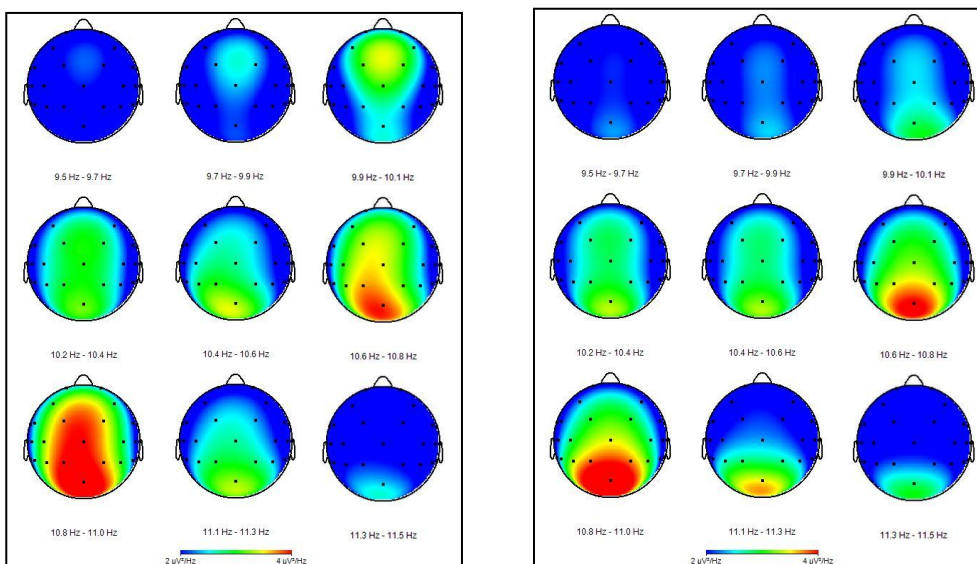 9.5 Hz - 9.7 Hz
9.7 Hz - 9.9 Hz
9.9 Hz - 10.1 Hz
10.2 Hz - 10.4 Hz
10.4 Hz - 10.6 Hz
10.6 Hz - 10.8 Hz
10.8 Hz - 11.0 Hz
11.1 Hz - 11.3 Hz
11.3 Hz - 11.5 Hz
2 uV²/Hz
4 uV²/Hz
9.5 Hz - 9.7 Hz
9.7 Hz - 9.9 Hz
9.9 Hz - 10.1 Hz
10.2 Hz - 10.4 Hz
10.4 Hz - 10.6 Hz
10.6 Hz - 10.8 Hz
10.8 Hz - 11.0 Hz
11.1 Hz - 11.3 Hz
11.3 Hz - 11.5 Hz
2 uV²/Hz
4 uV²/Hz